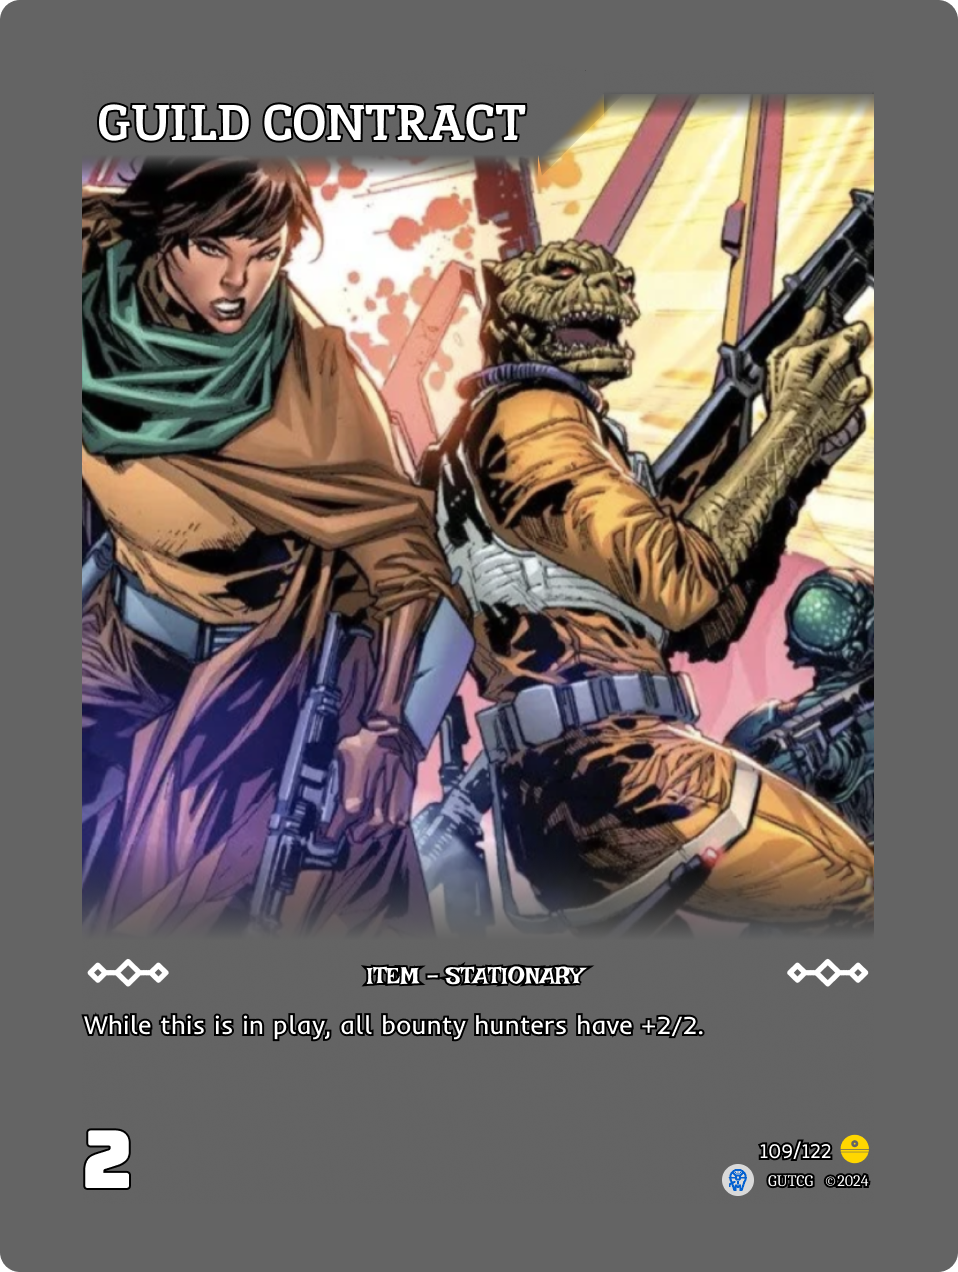 GUILD CONTRACT
ITEM – STATIONARY
While this is in play, all bounty hunters have +2/2.
2
109/122
GUTCG ©2024